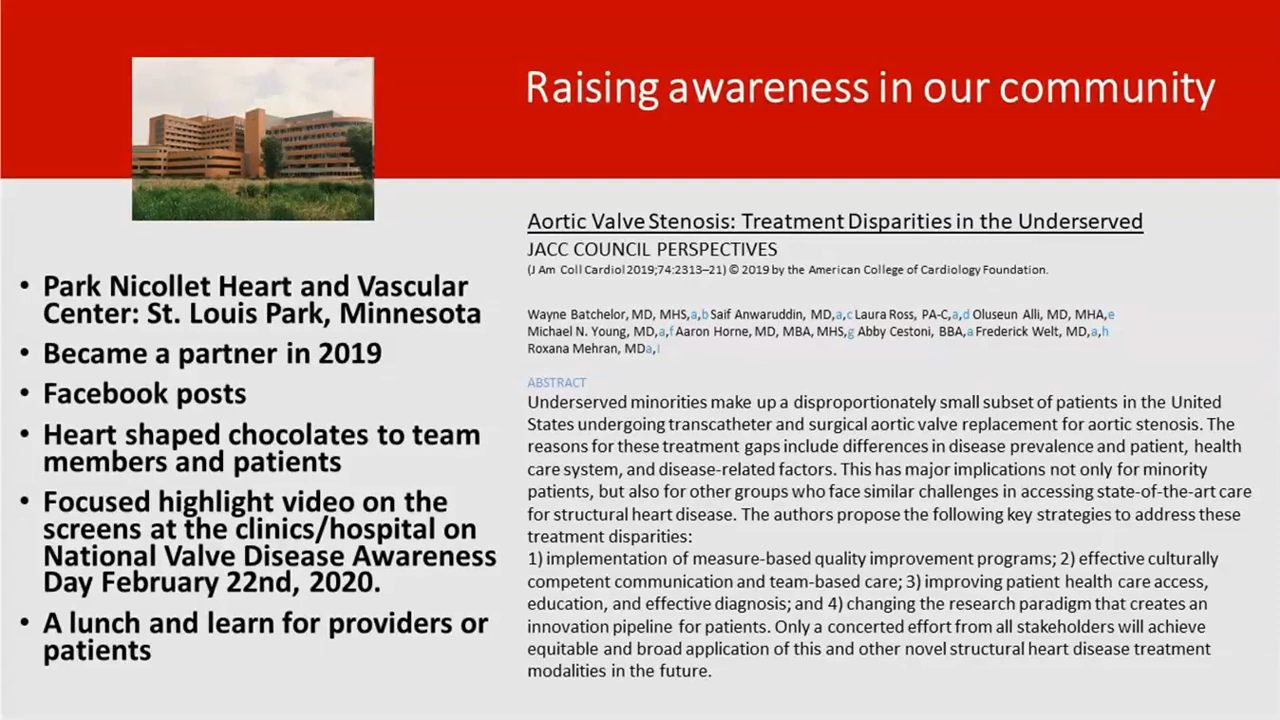 Raising awareness in our community
• Park Nicollet Heart and Vascular
Center: St. Louis Park, Minnesota
• Became a partner in 2019
• Facebook posts
• Heart shaped chocolates to team
members and patients
• Focused highlight video on the
screens at the clinics/hospital on
National Valve Disease Awareness
Day February 22nd, 2020.
• A lunch and learn for providers or
patients
Aortic Valve Stenosis: Treatment Disparities in the Underserved
JACC COUNCIL PERSPECTIVES
(J Am Coll Cardiol 2019;74:2313–21) © 2019 by the American College of Cardiology Foundation.
Wayne Batchelor, MD, MHS,a,b Saif Anwaruddin, MD,a,c Laura Ross, PA-C,a,d Oluseun Alli, MD, MHA,e
Michael N. Young, MD,a,f Aaron Horne, MD, MBA, MHS,g Abby Cestoni, BBA,a Frederick Welt, MD,a,h
Roxana Mehran, MDa,i
ABSTRACT
Underserved minorities make up a disproportionately small subset of patients in the United
States undergoing transcatheter and surgical aortic valve replacement for aortic stenosis. The
reasons for these treatment gaps include differences in disease prevalence and patient, health
care system, and disease-related factors. This has major implications not only for minority
patients, but also for other groups who face similar challenges in accessing state-of-the-art care
for structural heart disease. The authors propose the following key strategies to address these
treatment disparities:
1) implementation of measure-based quality improvement programs; 2) effective culturally
competent communication and team-based care; 3) improving patient health care access,
education, and effective diagnosis; and 4) changing the research paradigm that creates an
innovation pipeline for patients. Only a concerted effort from all stakeholders will achieve
equitable and broad application of this and other novel structural heart disease treatment
modalities in the future.